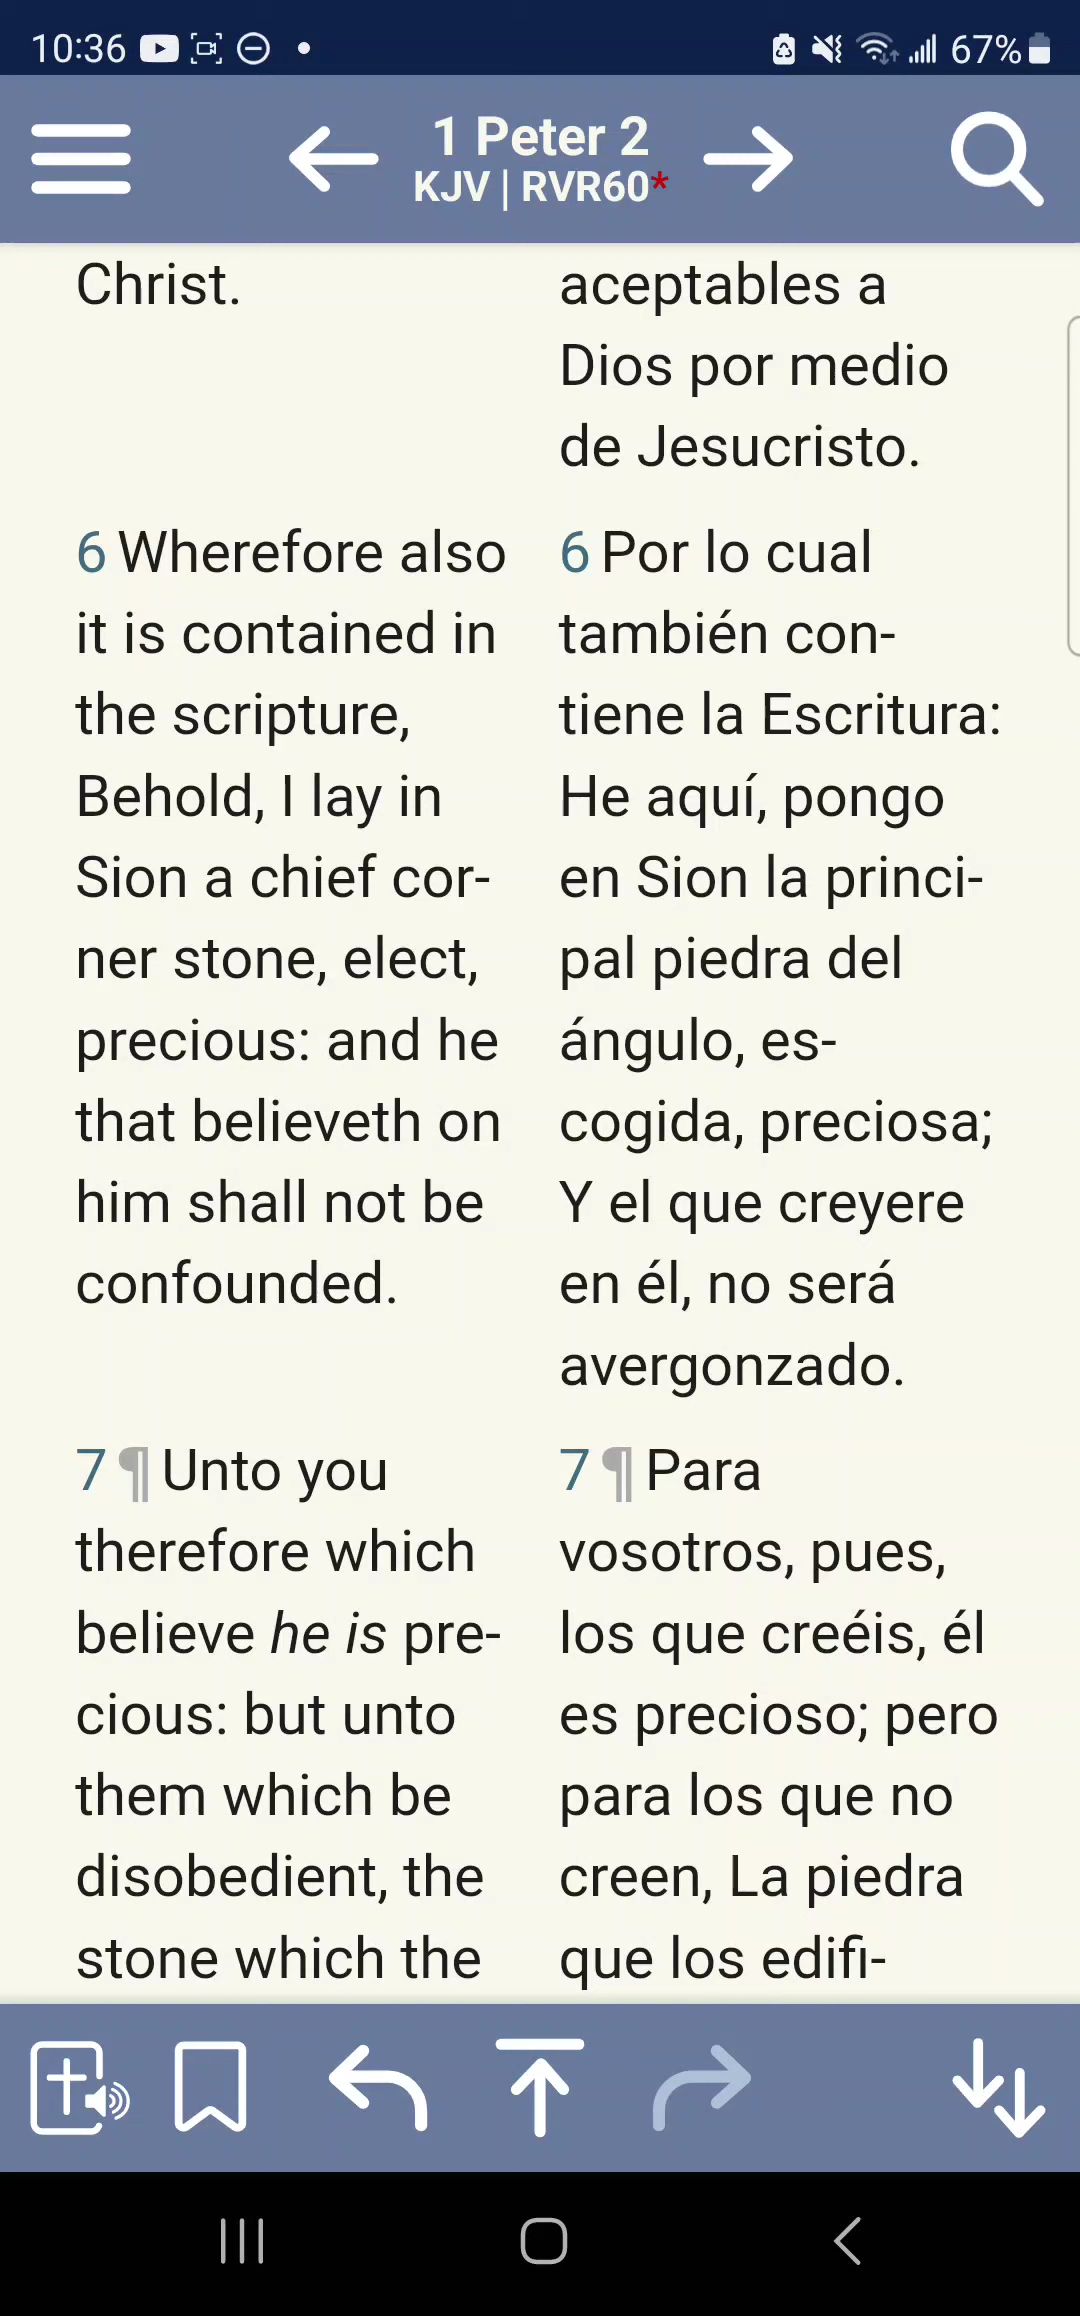 10:36
67%
1 Peter 2
KJV | RVR60*
Christ.
6 Wherefore also
it is contained in
the scripture,
Behold, I lay in
Sion a chief cor-
ner stone, elect,
precious: and he
that believeth on
him shall not be
confounded.
7 ¶ Unto you
therefore which
believe he is pre-
cious: but unto
them which be
disobedient, the
stone which the
aceptables a
Dios por medio
de Jesucristo.
6 Por lo cual
también con-
tiene la Escritura:
He aquí, pongo
en Sion la princi-
pal piedra del
ángulo, es-
cogida, preciosa;
Y el que creyere
en él, no será
avergonzado.
7 ¶ Para
vosotros, pues,
los que creéis, él
es precioso; pero
para los que no
creen, La piedra
que los edifi-